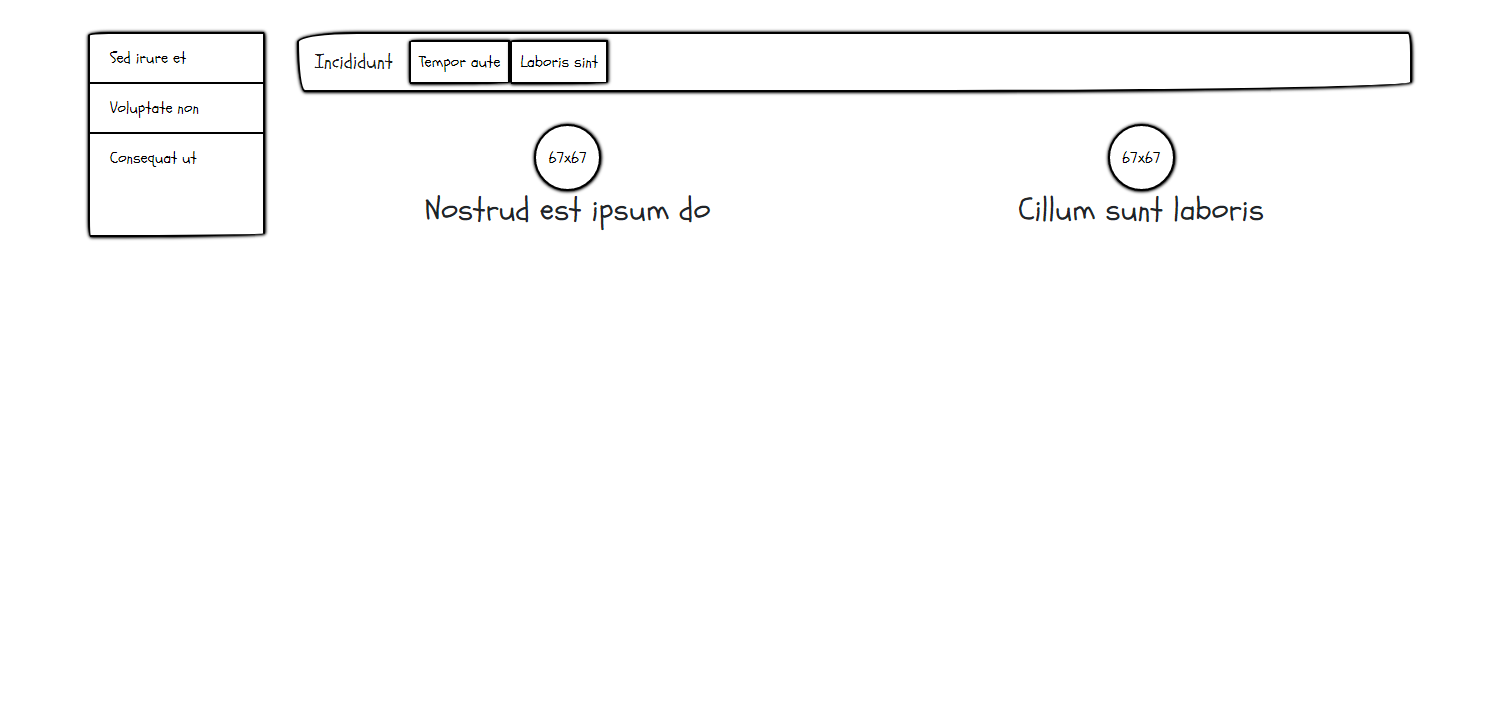 Sed irure et
Voluptate non
Consequat ut
Incididunt Tempor aute Laboris sint
67x67
Nostrud est ipsum do
67x67
Cillum sunt laboris